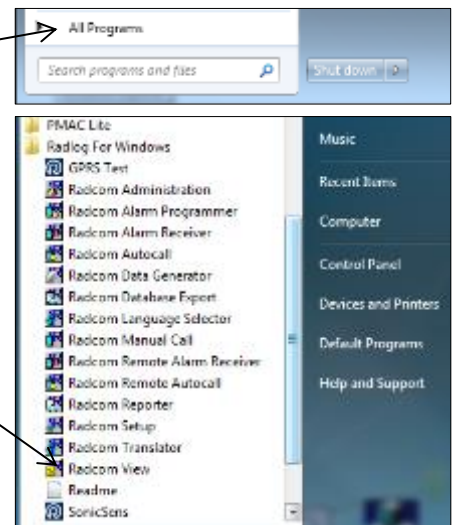 All Programs
Search programs and files
Shut down
PMAC Lite
Radlog For Windows
GPRS Test
Radcom Administration
Radcom Alarm Programmer
Radcom Alarm Receiver
Radcom Autocall
Radcom Data Generator
Radcom Database Export
Radcom Language Selector
Radcom Manual Call
Radcom Remote Alarm Receiver
Radcom Remote Autocall
Radcom Reporter
Radcom Setup
Radcom Translator
Radcom View
Readme
SonicSens
Music
Recent Items
Computer
Control Panel
Devices and Printers
Default Programs
Help and Support